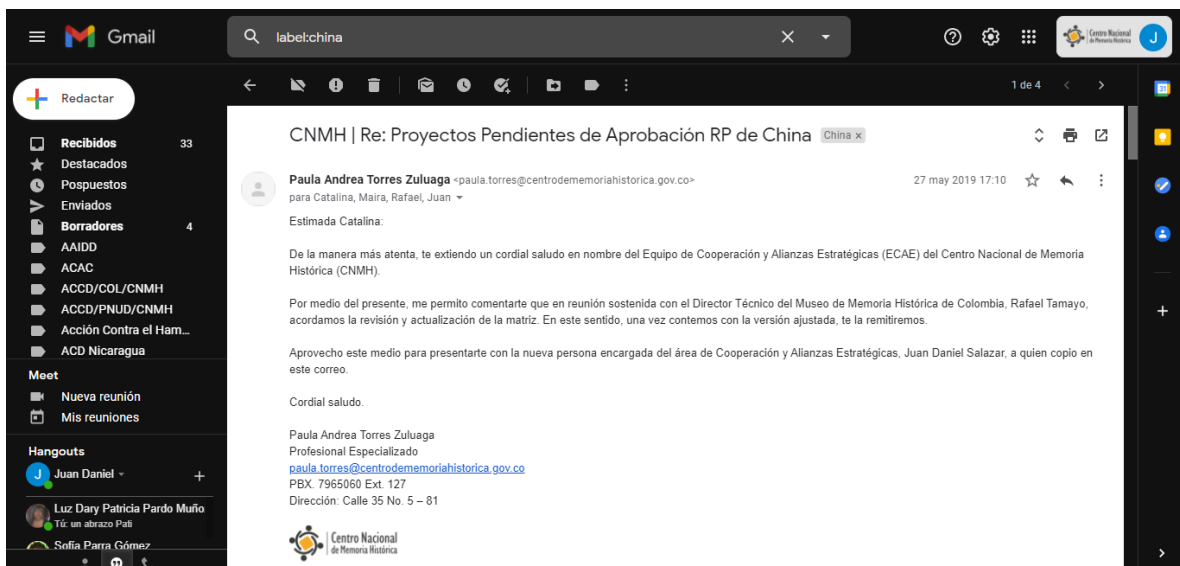 Gmail
label:china
Centro Nacional
de Memoria Histórica
J
Redactar
1 de 4
31
Recibidos 33
Destacados
Pospuestos
Enviados
Borradores 4
AAIDD
ACAC
ACCD/COL/CNMH
ACCD/PNUD/CNMH
Acción Contra el Ham...
ACD Nicaragua
Meet
Nueva reunión
Mis reuniones
Hangouts
J Juan Daniel
Luz Dary Patricia Pardo Muño
Tú: un abrazo Pati
Sofía Parra Gómez
CNMH | Re: Proyectos Pendientes de Aprobación RP de China China x
Paula Andrea Torres Zuluaga <paula.torres@centrodememoriahistorica.gov.co> 27 may 2019 17:10
para Catalina, Maira, Rafael, Juan
Estimada Catalina:
De la manera más atenta, te extiendo un cordial saludo en nombre del Equipo de Cooperación y Alianzas Estratégicas (ECAE) del Centro Nacional de Memoria
Histórica (CNMH).
Por medio del presente, me permito comentarte que en reunión sostenida con el Director Técnico del Museo de Memoria Histórica de Colombia, Rafael Tamayo,
acordamos la revisión y actualización de la matriz. En este sentido, una vez contemos con la versión ajustada, te la remitiremos.
Aprovecho este medio para presentarte con la nueva persona encargada del área de Cooperación y Alianzas Estratégicas, Juan Daniel Salazar, a quien copio en
este correo.
Cordial saludo.
Paula Andrea Torres Zuluaga
Profesional Especializado
paula.torres@centrodememoriahistorica.gov.co
PBX. 7965060 Ext. 127
Dirección: Calle 35 No. 5 – 81
Centro Nacional
de Memoria Histórica